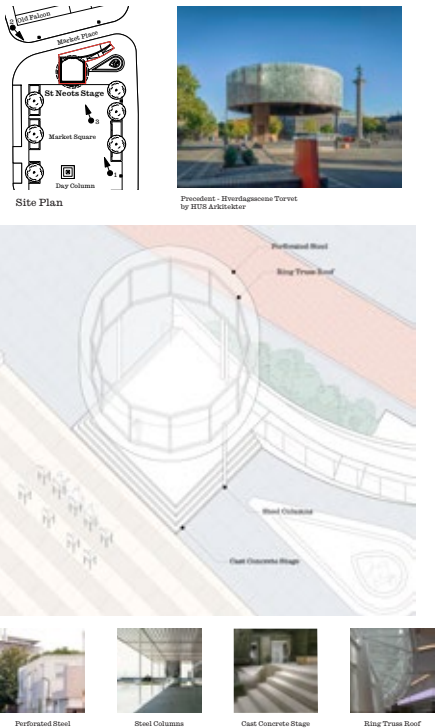 2
Old Falcon
Market Place
St Neots Stage
3
Market Square
1
Day Column
Site Plan
Precedent - Hverdagsscene Torvet
by HUS Arkitekter
Perforated Steel
Ring Truss Roof
Steel Columns
Cast Concrete Stage
Perforated Steel
Steel Columns
Cast Concrete Stage
Ring Truss Roof